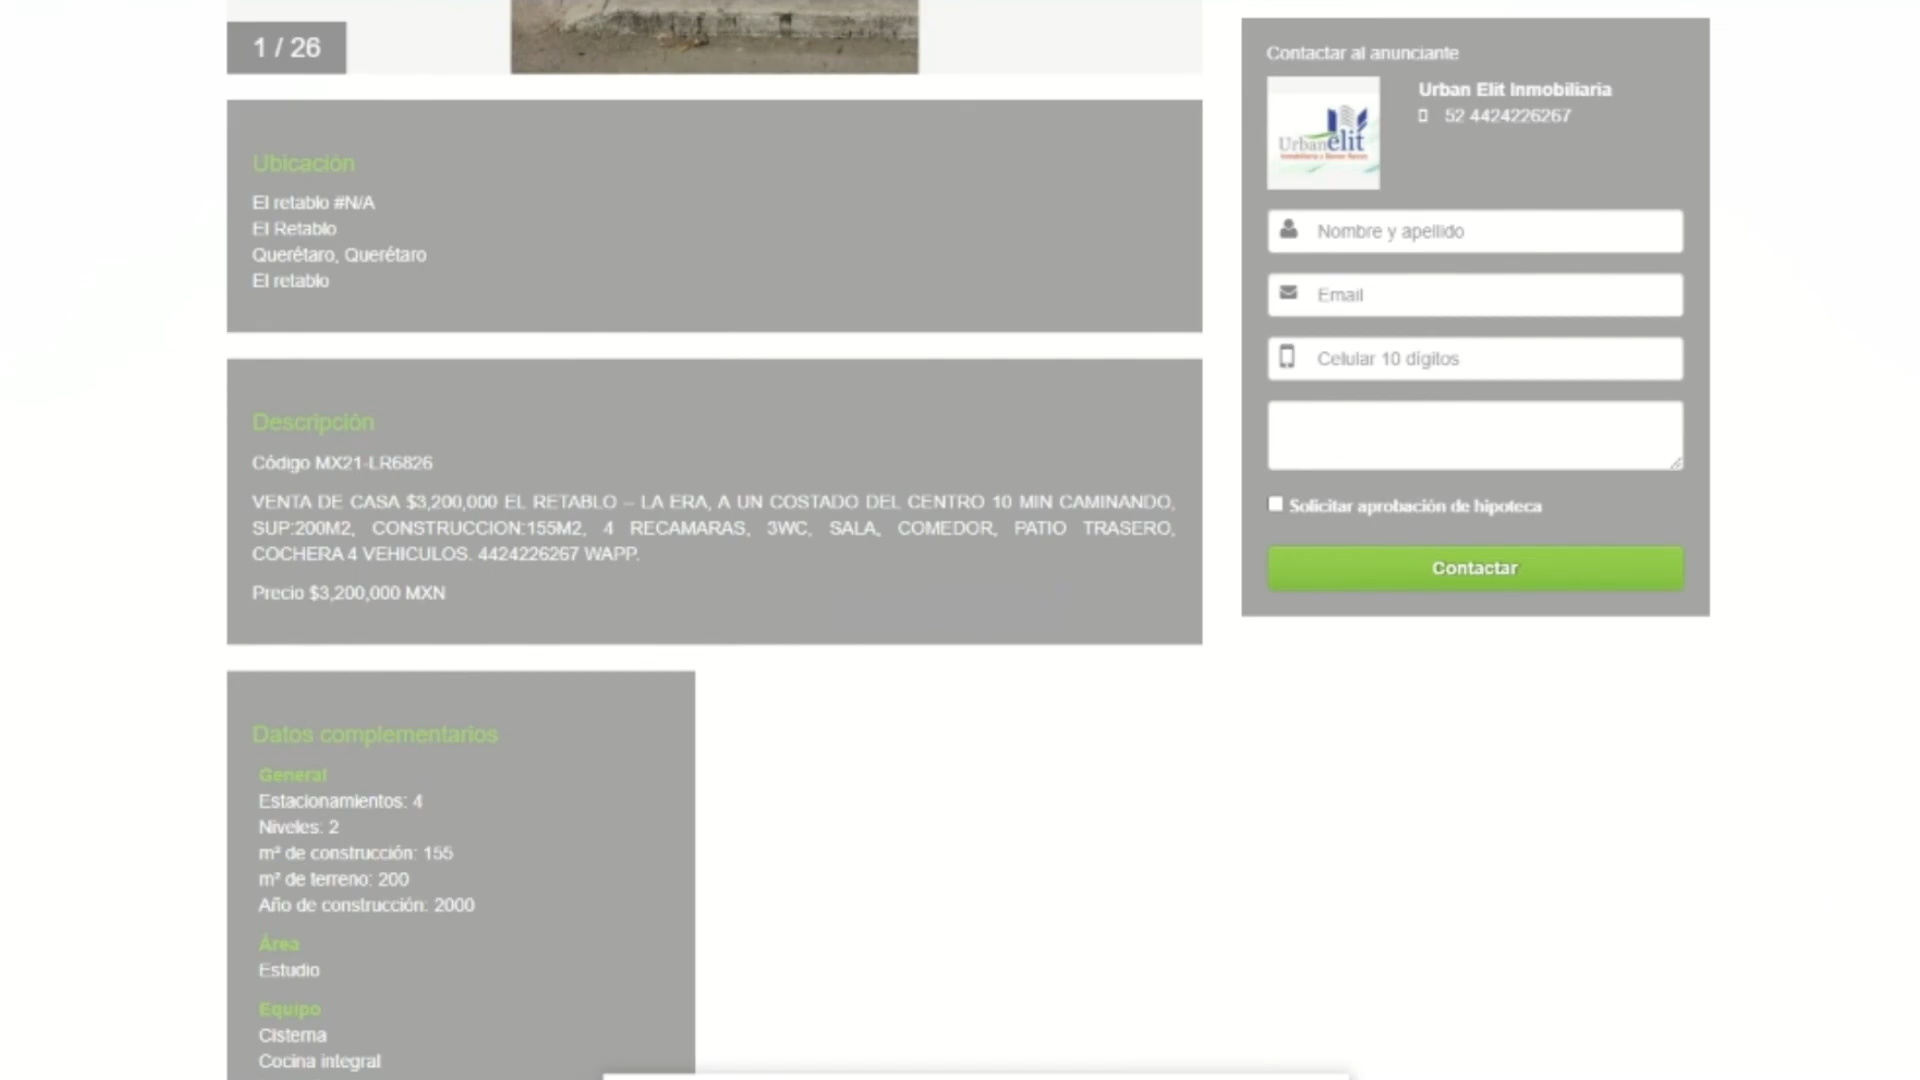 1 / 26
Ubicación
El retablo #N/A
El Retablo
Querétaro, Querétaro
El retablo
Descripción
Código MX21-LR6826
VENTA DE CASA $3,200,000 EL RETABLO – LA ERA, A UN COSTADO DEL CENTRO 10 MIN CAMINANDO,
SUP:200M2, CONSTRUCCION:155M2, 4 RECAMARAS, 3WC, SALA, COMEDOR, PATIO TRASERO,
COCHERA 4 VEHICULOS. 4424226267 WAPP.
Precio $3,200,000 MXN
Datos complementarios
General
Estacionamientos: 4
Niveles: 2
m² de construcción: 155
m² de terreno: 200
Año de construcción: 2000
Área
Estudio
Equipo
Cisterna
Cocina integral
Contactar al anunciante
Urban Elit Inmobiliaria
52 4424226267
Urbanelit
Nombre y apellido
Email
Celular 10 dígitos
Solicitar aprobación de hipoteca
Contactar